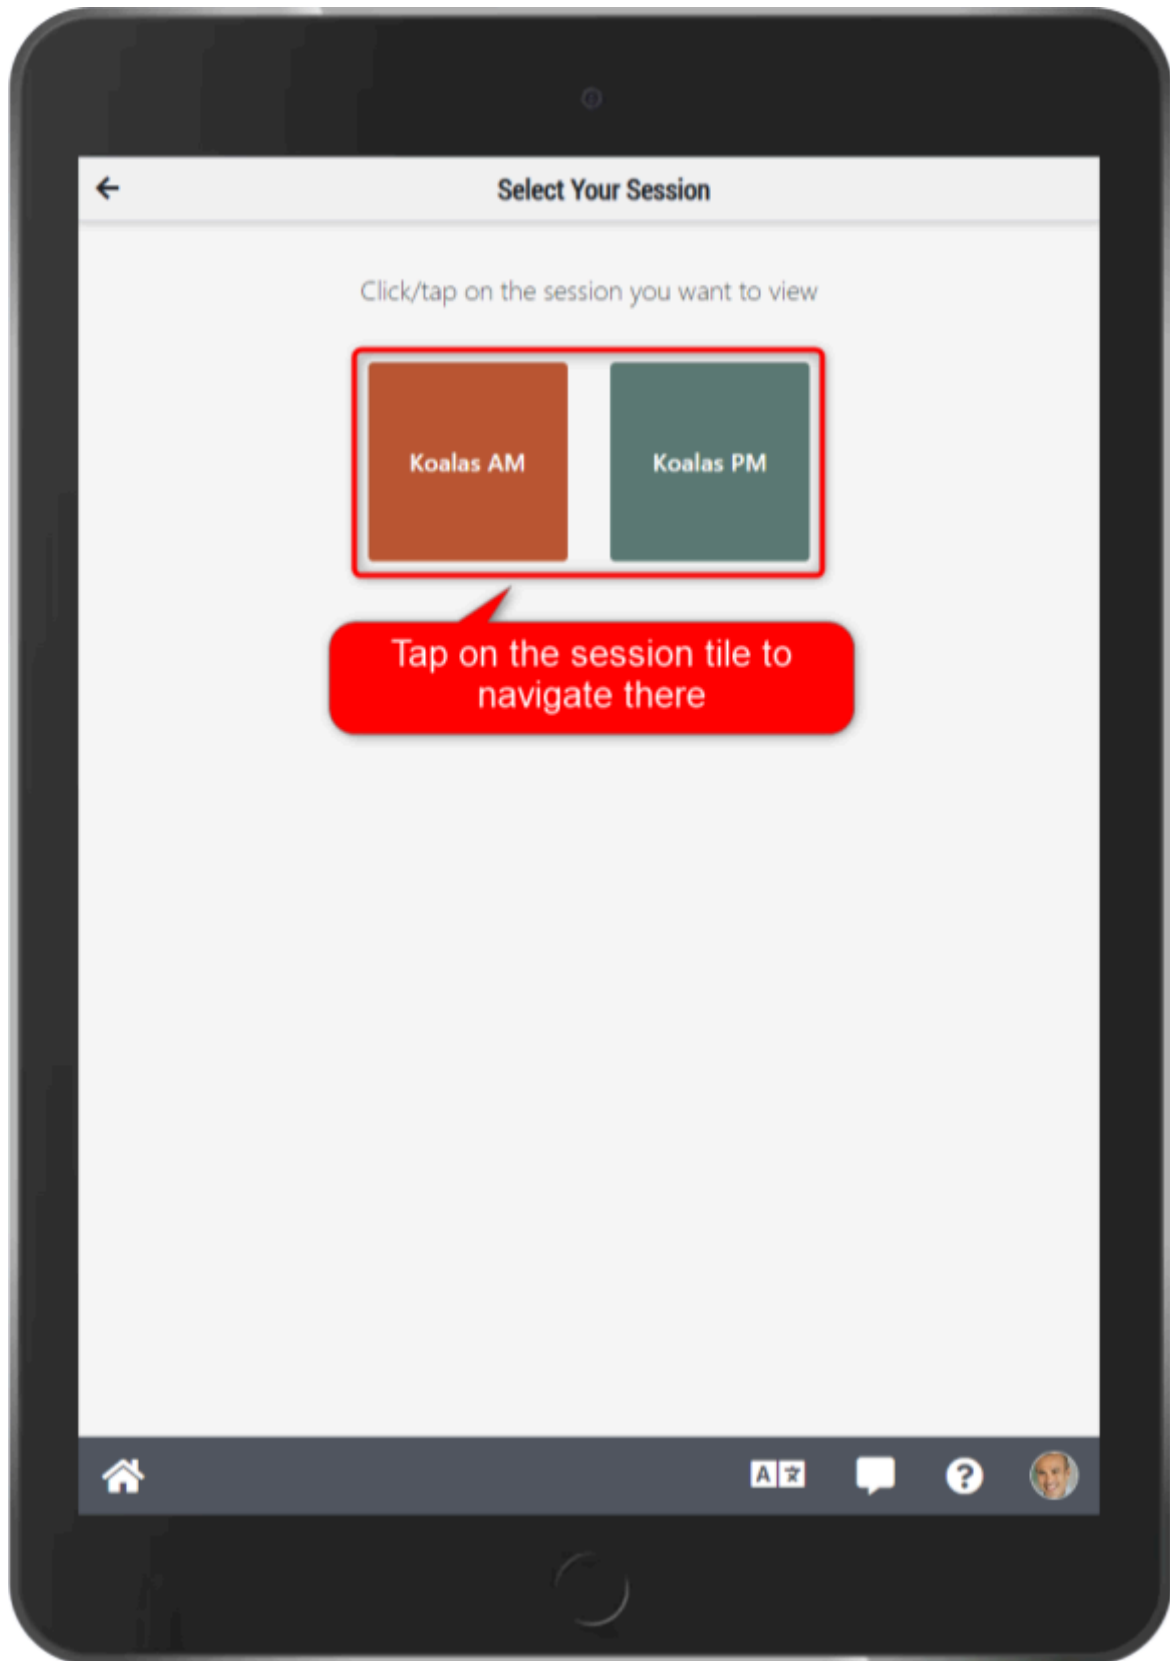 Select Your Session
Click/tap on the session you want to view
Koalas AM
Koalas PM
Tap on the session tile to
navigate there
A 文
?